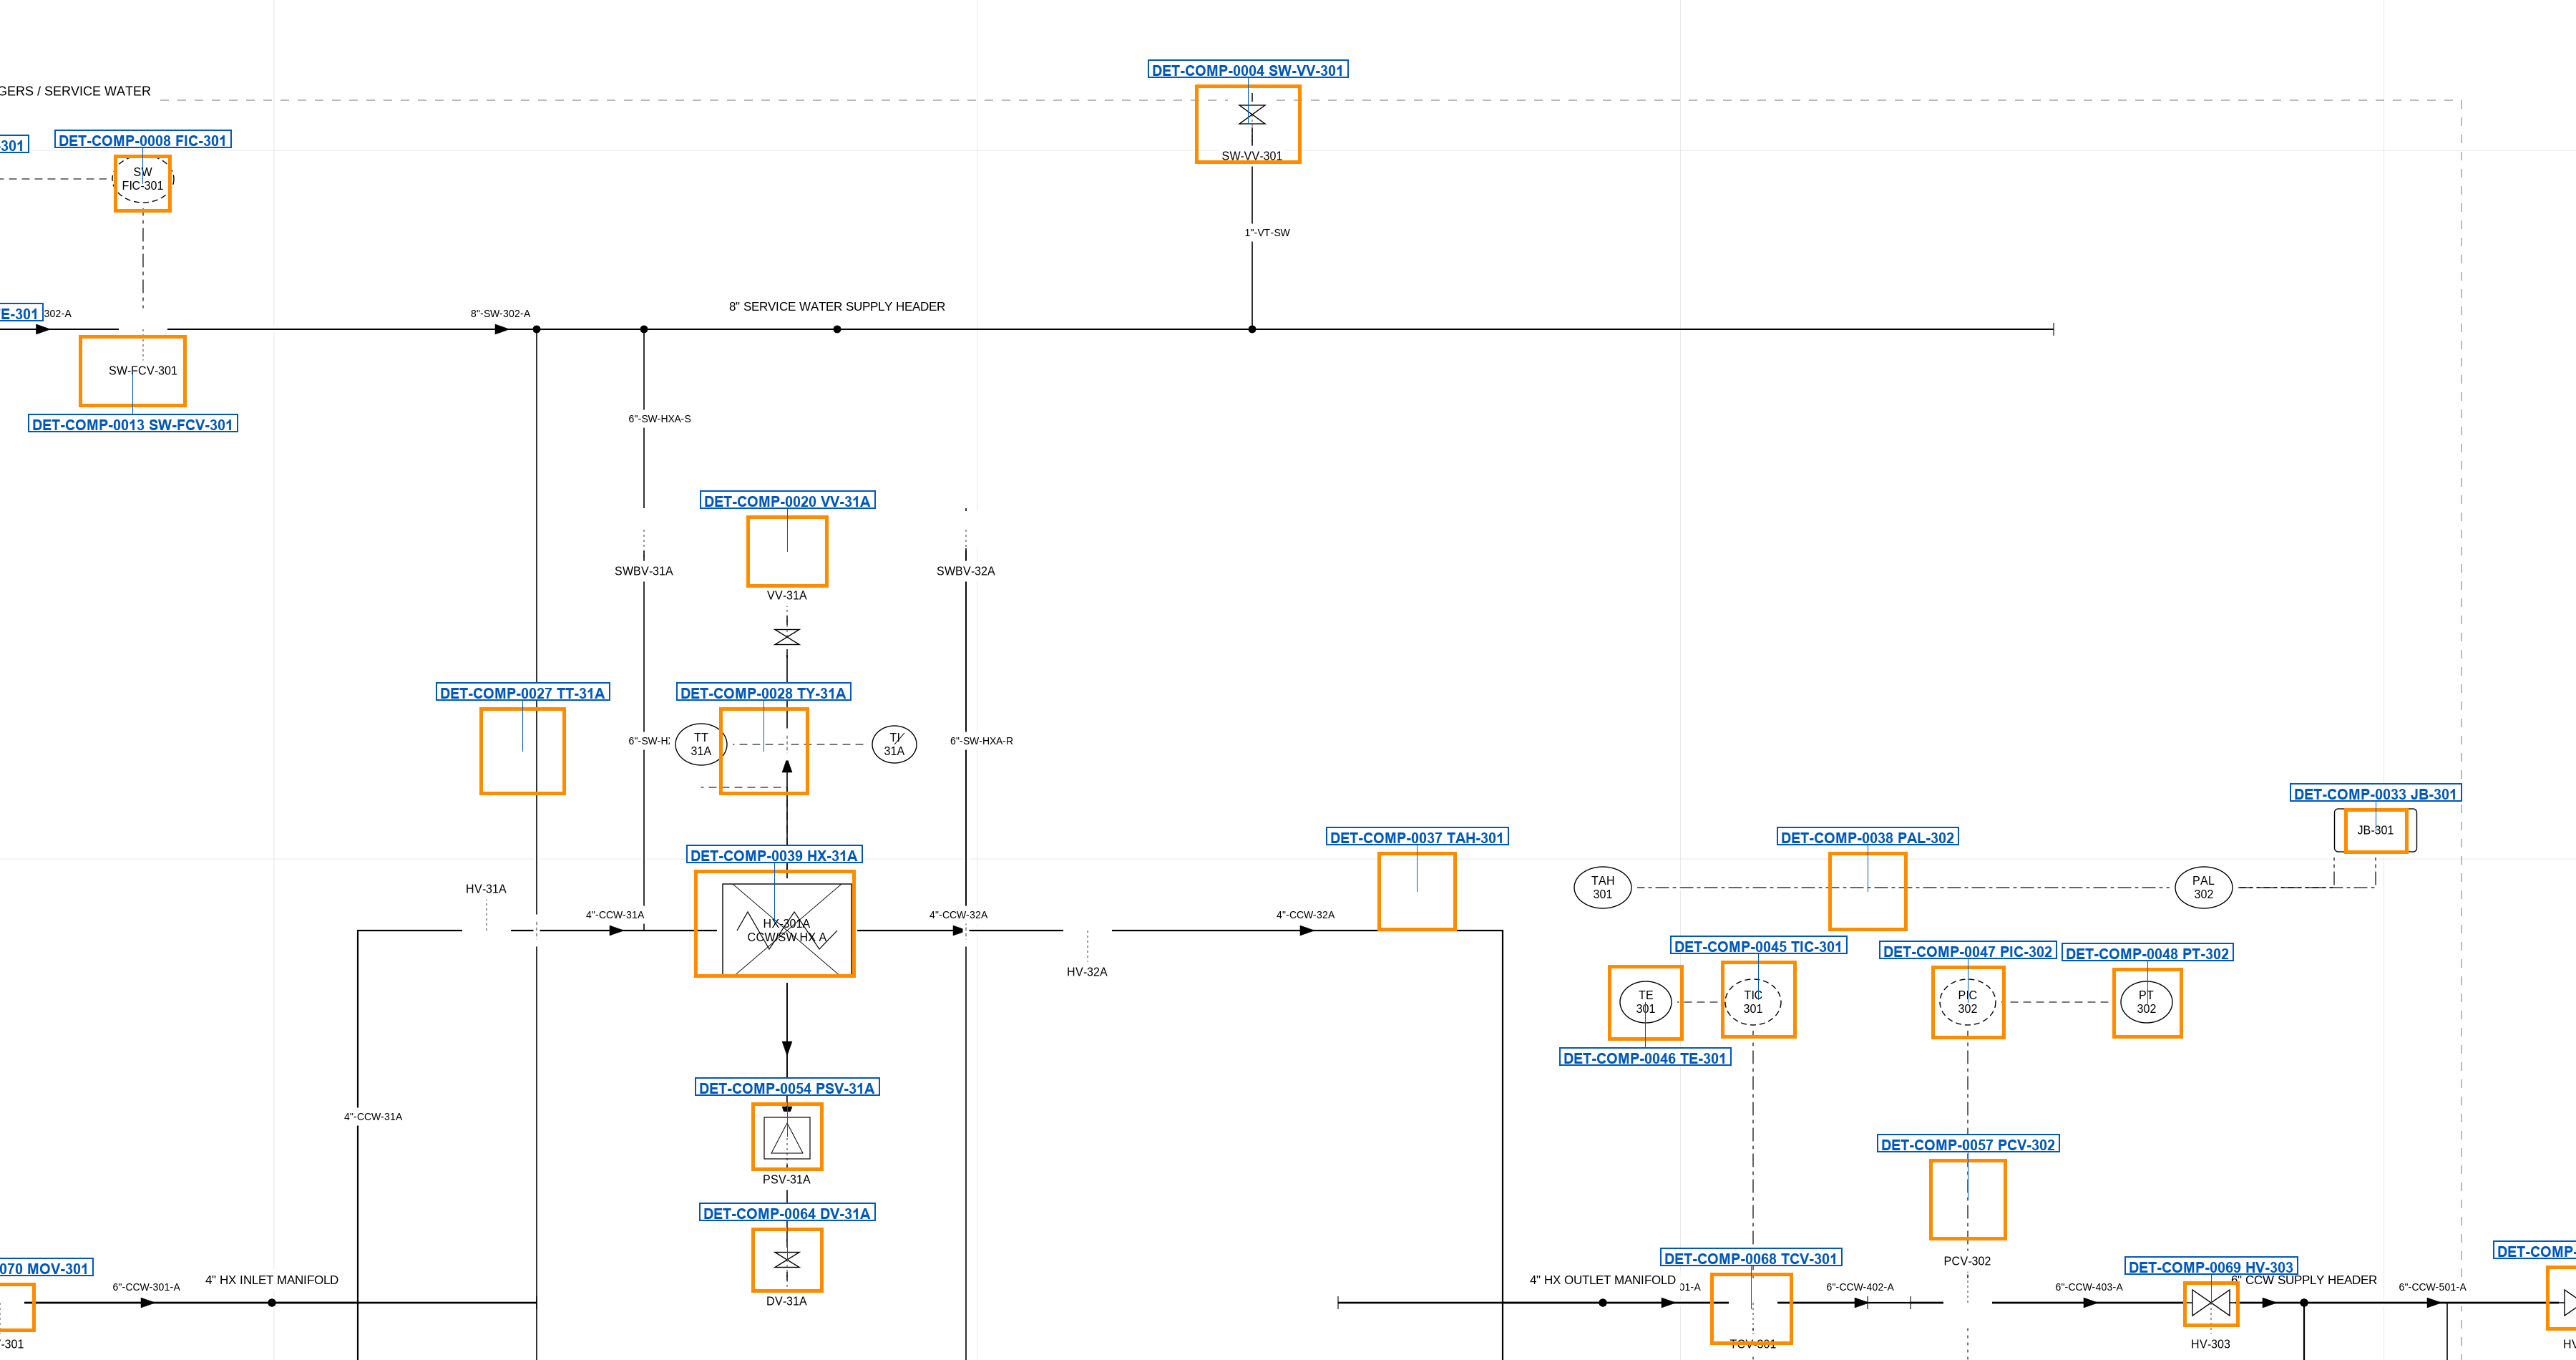 DET-COMP-0004 SW-VV-301
GERS / SERVICE WATER
301
DET-COMP-0008 FIC-301
SW
FIC-301
SW-VV-301
1"-VT-SW
E-301
302-A
8"-SW-302-A
8" SERVICE WATER SUPPLY HEADER
SW-FCV-301
DET-COMP-0013 SW-FCV-301
6"-SW-HXA-S
DET-COMP-0020 VV-31A
SWBV-31A
SWBV-32A
VV-31A
DET-COMP-0027 TT-31A
DET-COMP-0028 TY-31A
6"-SW-H
TT
31A
TI
31A
6"-SW-HXA-R
DET-COMP-0033 JB-301
JB-301
DET-COMP-0037 TAH-301
DET-COMP-0038 PAL-302
DET-COMP-0039 HX-31A
TAH
301
PAL
302
HV-31A
4"-CCW-31A
HX-301A
CCW/SW HX A
4"-CCW-32A
4"-CCW-32A
HV-32A
DET-COMP-0045 TIC-301
DET-COMP-0047 PIC-302
DET-COMP-0048 PT-302
TE
301
TIC
301
PIC
302
PT
302
DET-COMP-0046 TE-301
DET-COMP-0054 PSV-31A
4"-CCW-31A
PSV-31A
DET-COMP-0057 PCV-302
DET-COMP-0064 DV-31A
DET-COMP-0068 TCV-301
PCV-302
DET-COMP-0069 HV-303
DET-COMP-
070 MOV-301
6"-CCW-301-A
4" HX INLET MANIFOLD
DV-31A
4" HX OUTLET MANIFOLD
01-A
6"-CCW-402-A
6"-CCW-403-A
6" CCW SUPPLY HEADER
6"-CCW-501-A
-301
TCV-301
HV-303
HV